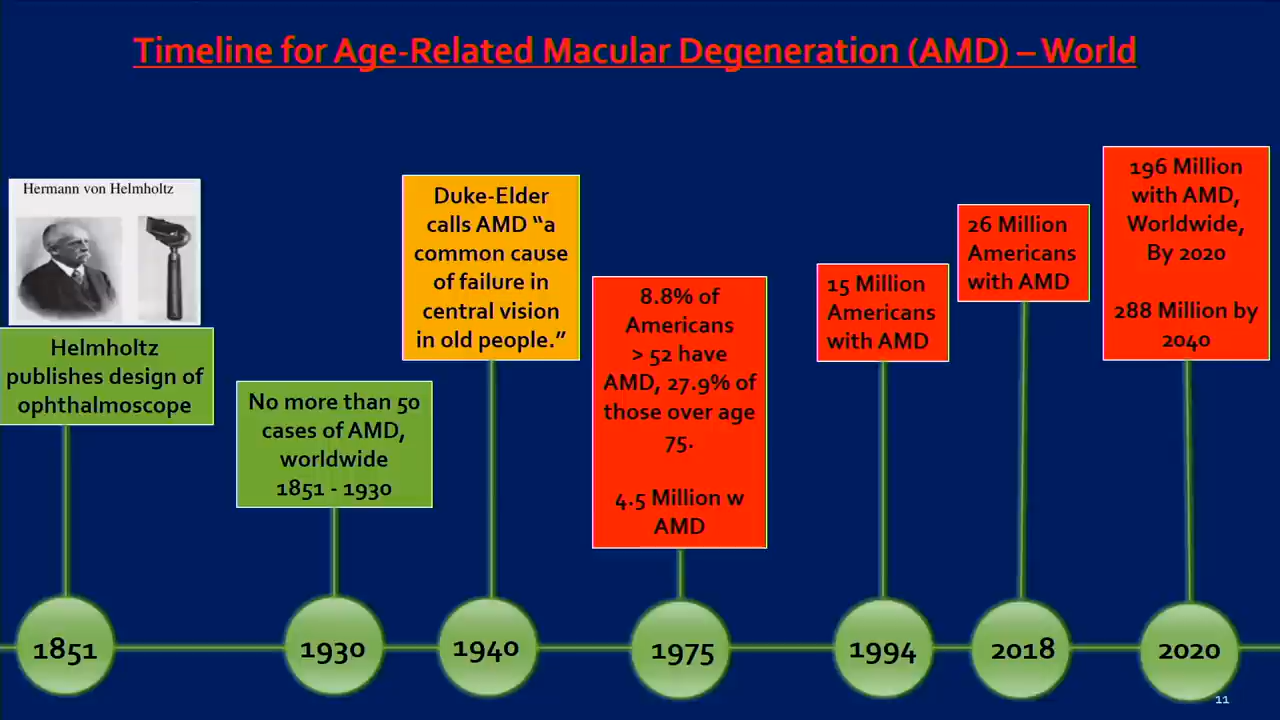 Timeline for Age-Related Macular Degeneration (AMD) – World
Hermann von Helmholtz
Helmholtz
publishes design of
ophthalmoscope
No more than 50
cases of AMD,
worldwide
1851 - 1930
Duke-Elder
calls AMD “a
common cause
of failure in
central vision
in old people.”
8.8% of
Americans
> 52 have
AMD, 27.9% of
those over age
75.
4.5 Million w
AMD
15 Million
Americans
with AMD
26 Million
Americans
with AMD
196 Million
with AMD,
Worldwide,
By 2020
288 Million by
2040
1851
1930
1940
1975
1994
2018
2020
11